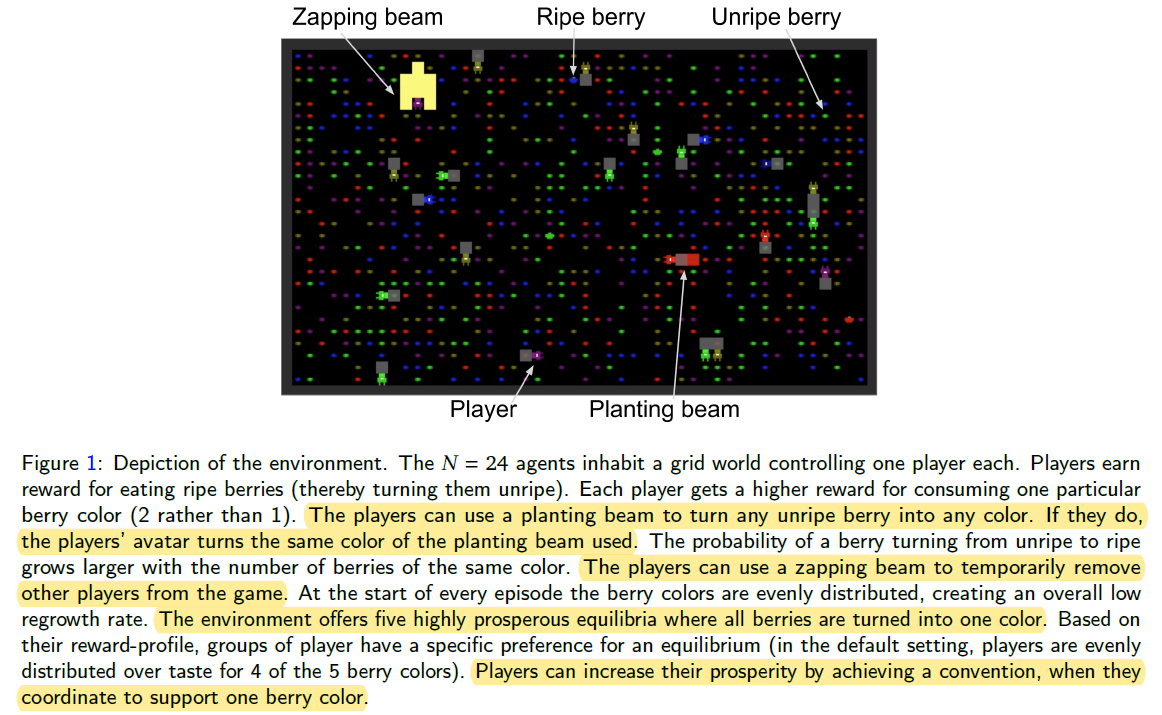 Zapping beam Ripe berry Unripe berry
Player Planting beam
Figure 1: Depiction of the environment. The N = 24 agents inhabit a grid world controlling one player each. Players earn
reward for eating ripe berries (thereby turning them unripe). Each player gets a higher reward for consuming one particular
berry color (2 rather than 1). The players can use a planting beam to turn any unripe berry into any color. If they do,
the players’ avatar turns the same color of the planting beam used. The probability of a berry turning from unripe to ripe
grows larger with the number of berries of the same color. The players can use a zapping beam to temporarily remove
other players from the game. At the start of every episode the berry colors are evenly distributed, creating an overall low
regrowth rate. The environment offers five highly prosperous equilibria where all berries are turned into one color. Based on
their reward-profile, groups of player have a specific preference for an equilibrium (in the default setting, players are evenly
distributed over taste for 4 of the 5 berry colors). Players can increase their prosperity by achieving a convention, when they
coordinate to support one berry color.